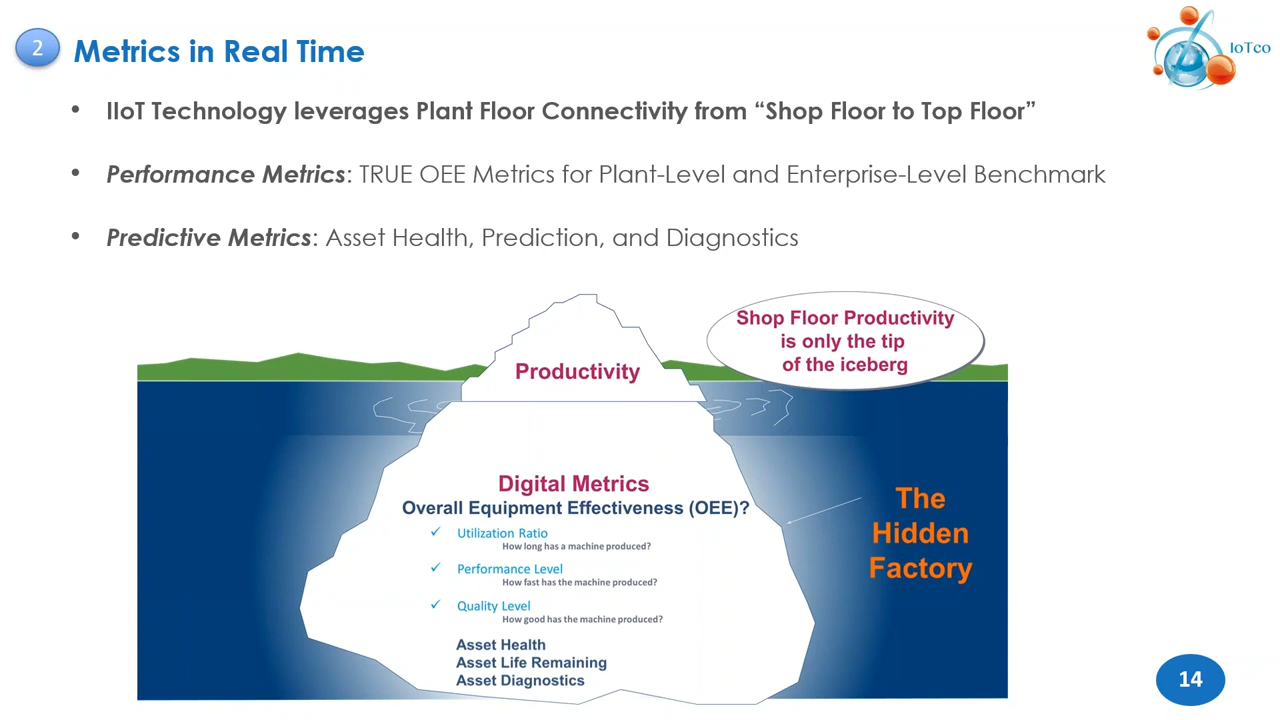 2
Metrics in Real Time
IoTco
• IIoT Technology leverages Plant Floor Connectivity from “Shop Floor to Top Floor”
• Performance Metrics: TRUE OEE Metrics for Plant-Level and Enterprise-Level Benchmark
• Predictive Metrics: Asset Health, Prediction, and Diagnostics
Shop Floor Productivity
is only the tip
of the iceberg
Productivity
Digital Metrics
Overall Equipment Effectiveness (OEE)?
✓ Utilization Ratio
How long has a machine produced?
✓ Performance Level
How fast has the machine produced?
✓ Quality Level
How good has the machine produced?
Asset Health
Asset Life Remaining
Asset Diagnostics
The
Hidden
Factory
14